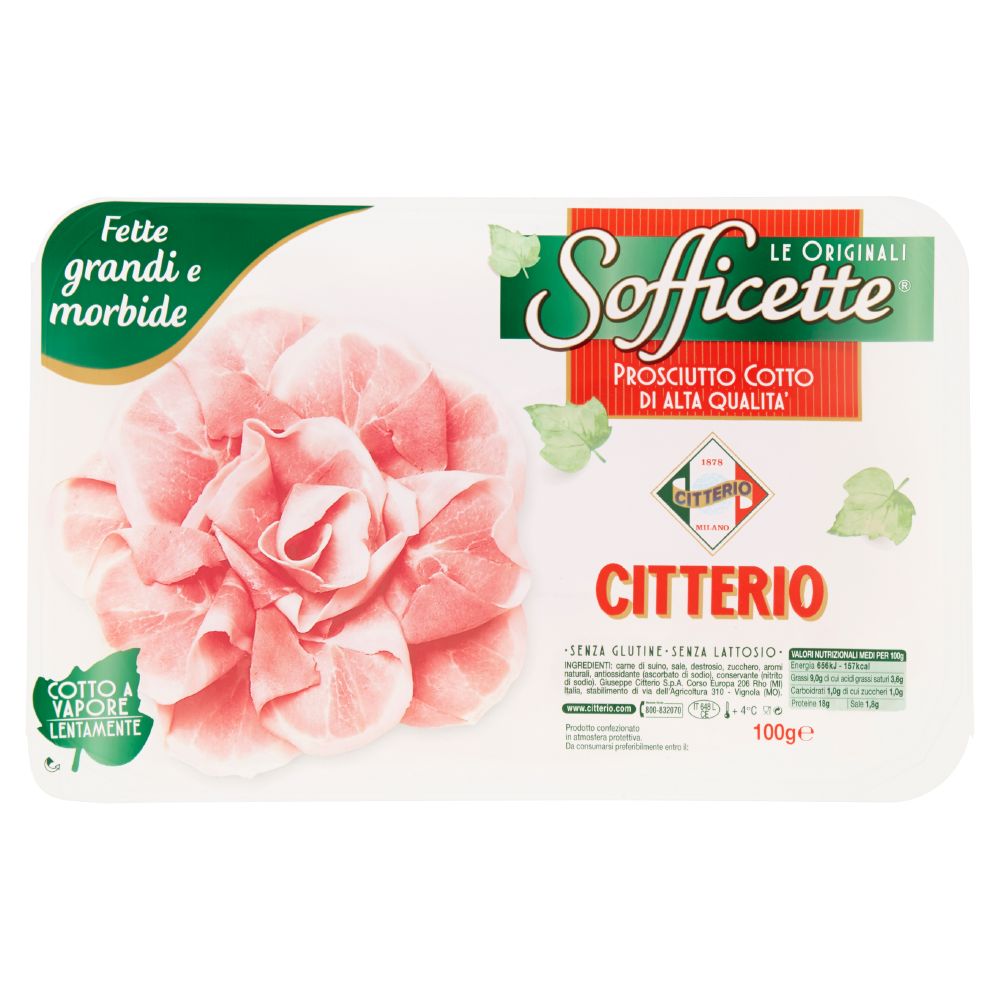 Fette
grandi e
morbide
LE ORIGINALI
Sofficette®
PROSCIUTTO COTTO
DI ALTA QUALITA'
1878
CITTERIO
MILANO
CITTERIO
COTTO A
VAPORE
LENTAMENTE
·SENZA GLUTINE·SENZA LATTOSIO·
INGREDIENTI: carne di suino, sale, destrosio, zucchero, aromi
naturali, antiossidante (ascorbato di sodio), conservante (nitrito
di sodio). Giuseppe Citterio S.p.A. Corso Europa 206 Rho (MI)
Italia, stabilimento di via dell'Agricoltura 310 - Vignola (MO).
www.citterio.com
800-832070
IT 648 L
CE
+ 4°C
Prodotto confezionato
in atmosfera protettiva.
Da consumarsi preferibilmente entro il:
100g℮
VALORI NUTRIZIONALI MEDI PER 100g
Energia 656kJ - 157kcal
Grassi 9,0g di cui acidi grassi saturi 3,6g
Carboidrati 1,0g di cui zuccheri 1,0g
Proteine 18g Sale 1,8g